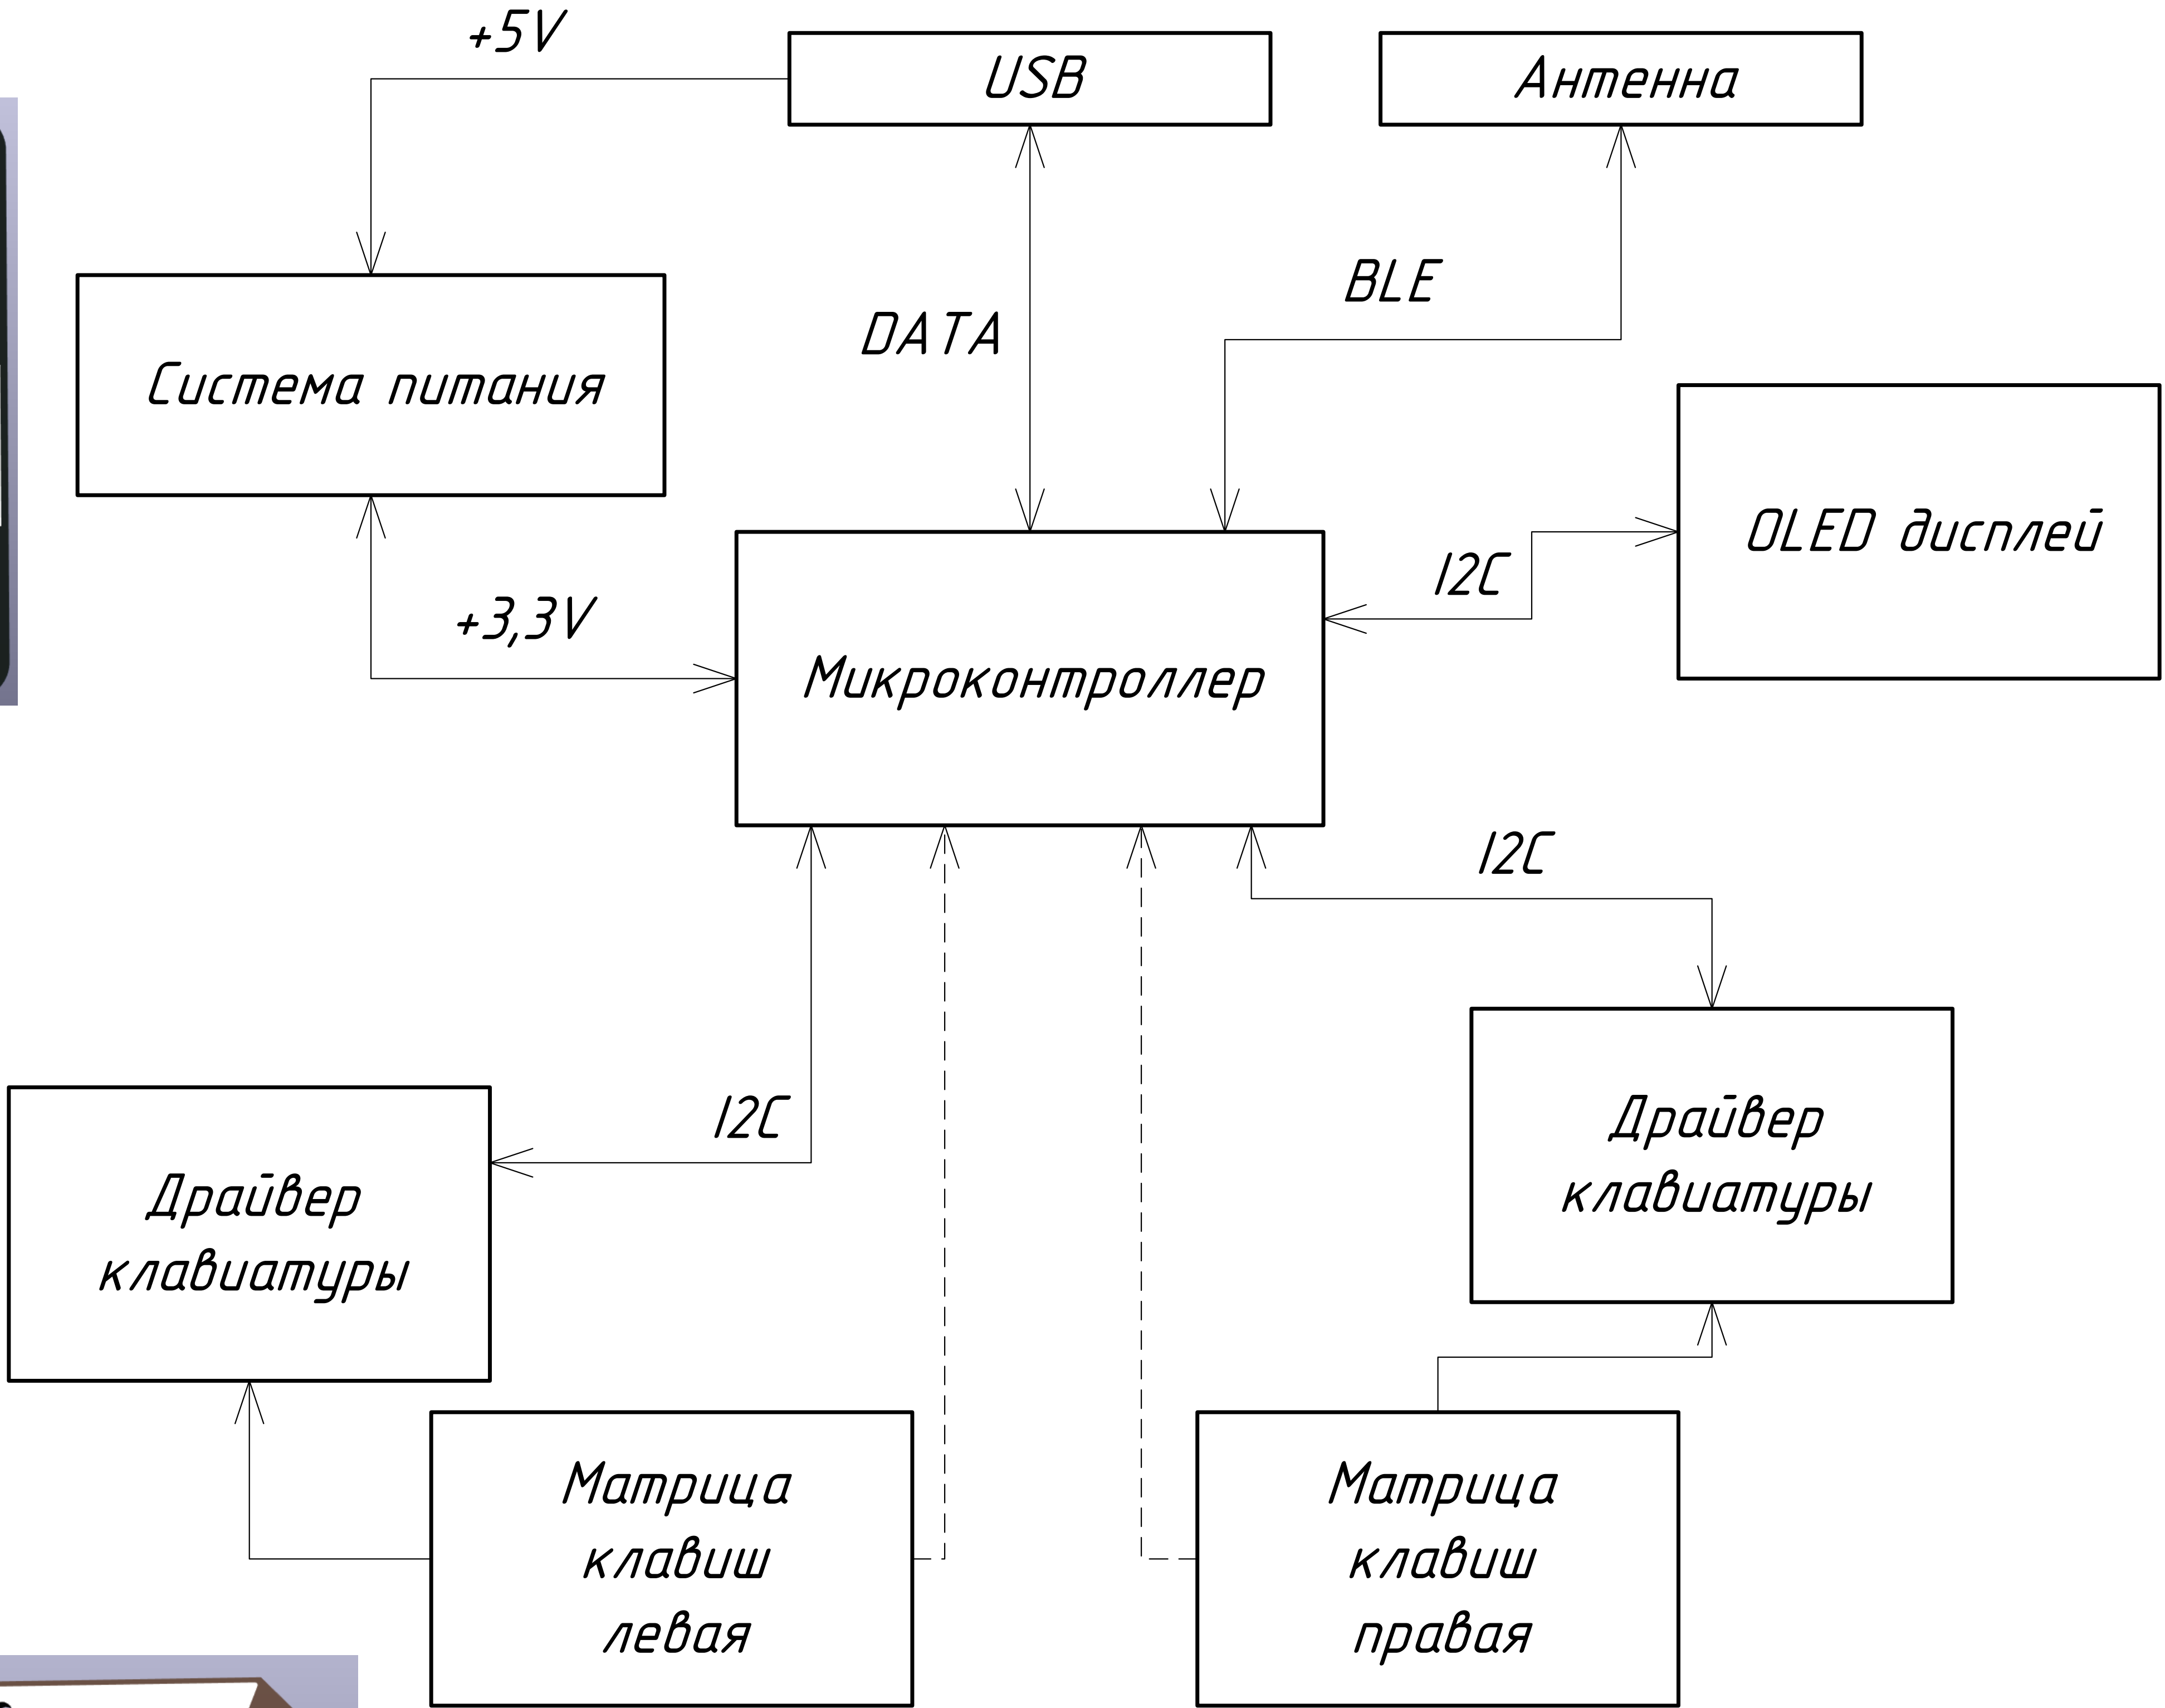 +5V
USB
Антенна
BLE
DATA
Система питания
OLED дисплей
I2C
+3,3V
Микроконтроллер
I2C
I2C
Драйвер
клавиатуры
Драйвер
клавиатуры
Матрица
клавиш
левая
Матрица
клавиш
правая